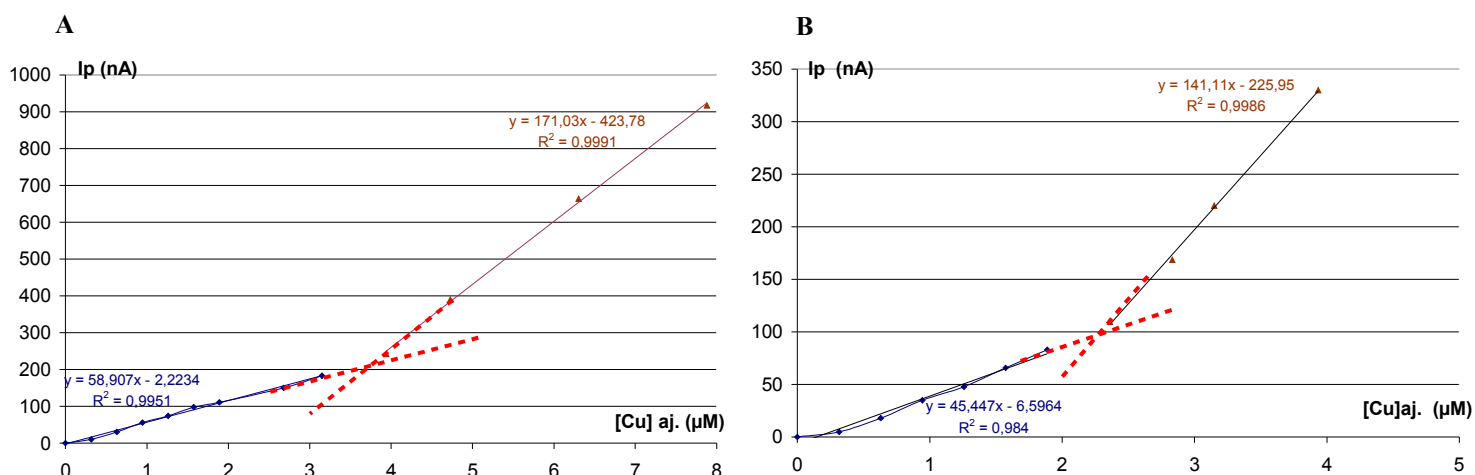 A
Ip (nA)
1000
900
800
700
600
500
400
300
200
100
0
y = 171,03x - 423,78
R² = 0,9991
y = 58,907x - 2,2234
R² = 0,9951
[Cu] aj. (µM)
0 1 2 3 4 5 6 7 8
B
Ip (nA)
350
300
250
200
150
100
50
0
y = 141,11x - 225,95
R² = 0,9986
y = 45,447x - 6,5964
R² = 0,984
[Cu]aj. (µM)
0 1 2 3 4 5